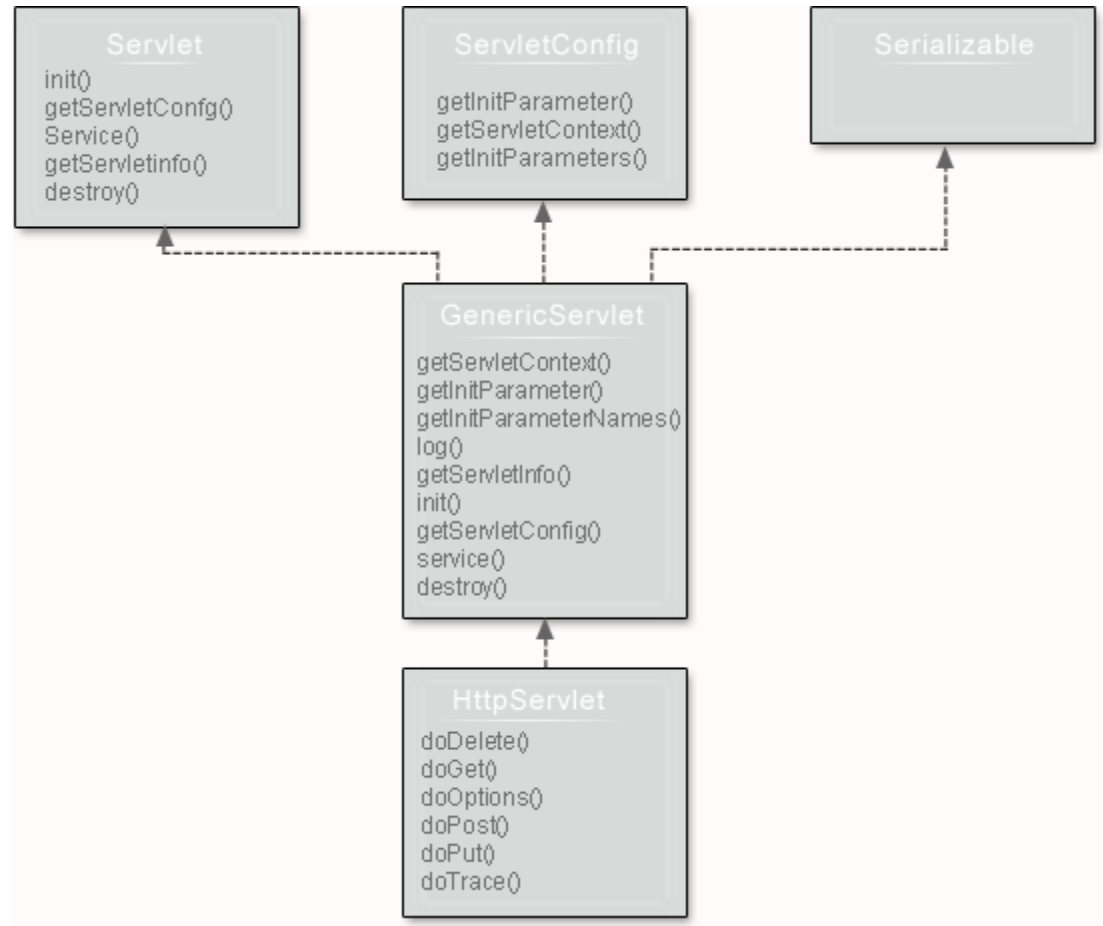 Servlet
init()
getServletConfg()
Service()
getServletinfo()
destroy()
ServletConfig
getInitParameter()
getServletContext()
getInitParameters()
Serializable
GenericServlet
getServletContext()
getInitParameter()
getInitParameterNames()
log()
getServletInfo()
init()
getServletConfig()
service()
destroy()
HttpServlet
doDelete()
doGet()
doOptions()
doPost()
doPut()
doTrace()